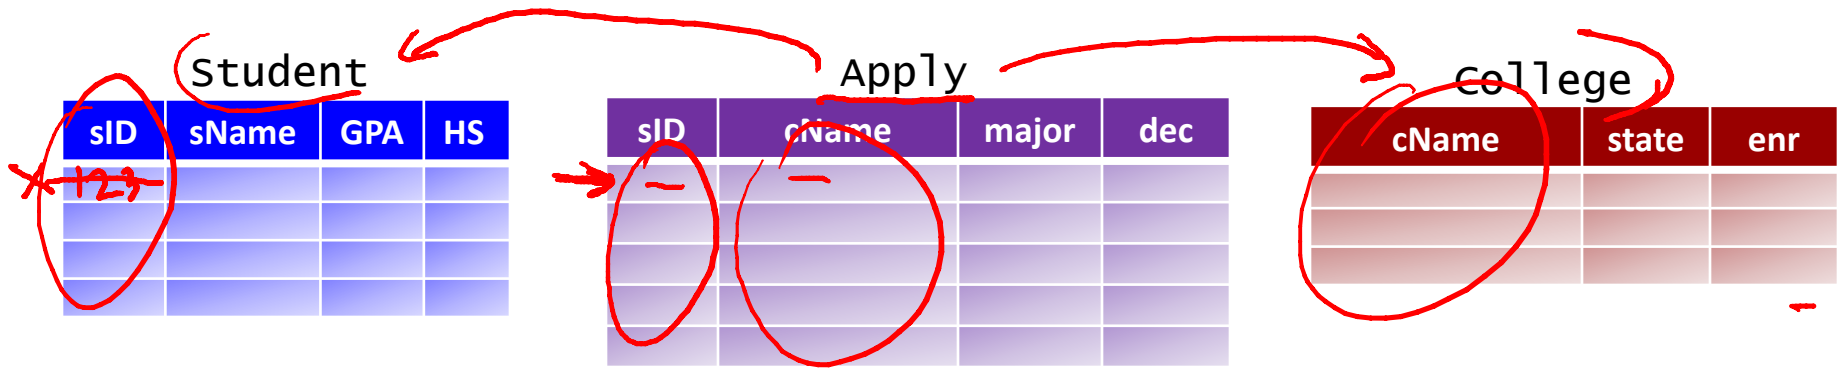 Student Apply College
sID sName GPA HS sID cName major dec cName state enr
123